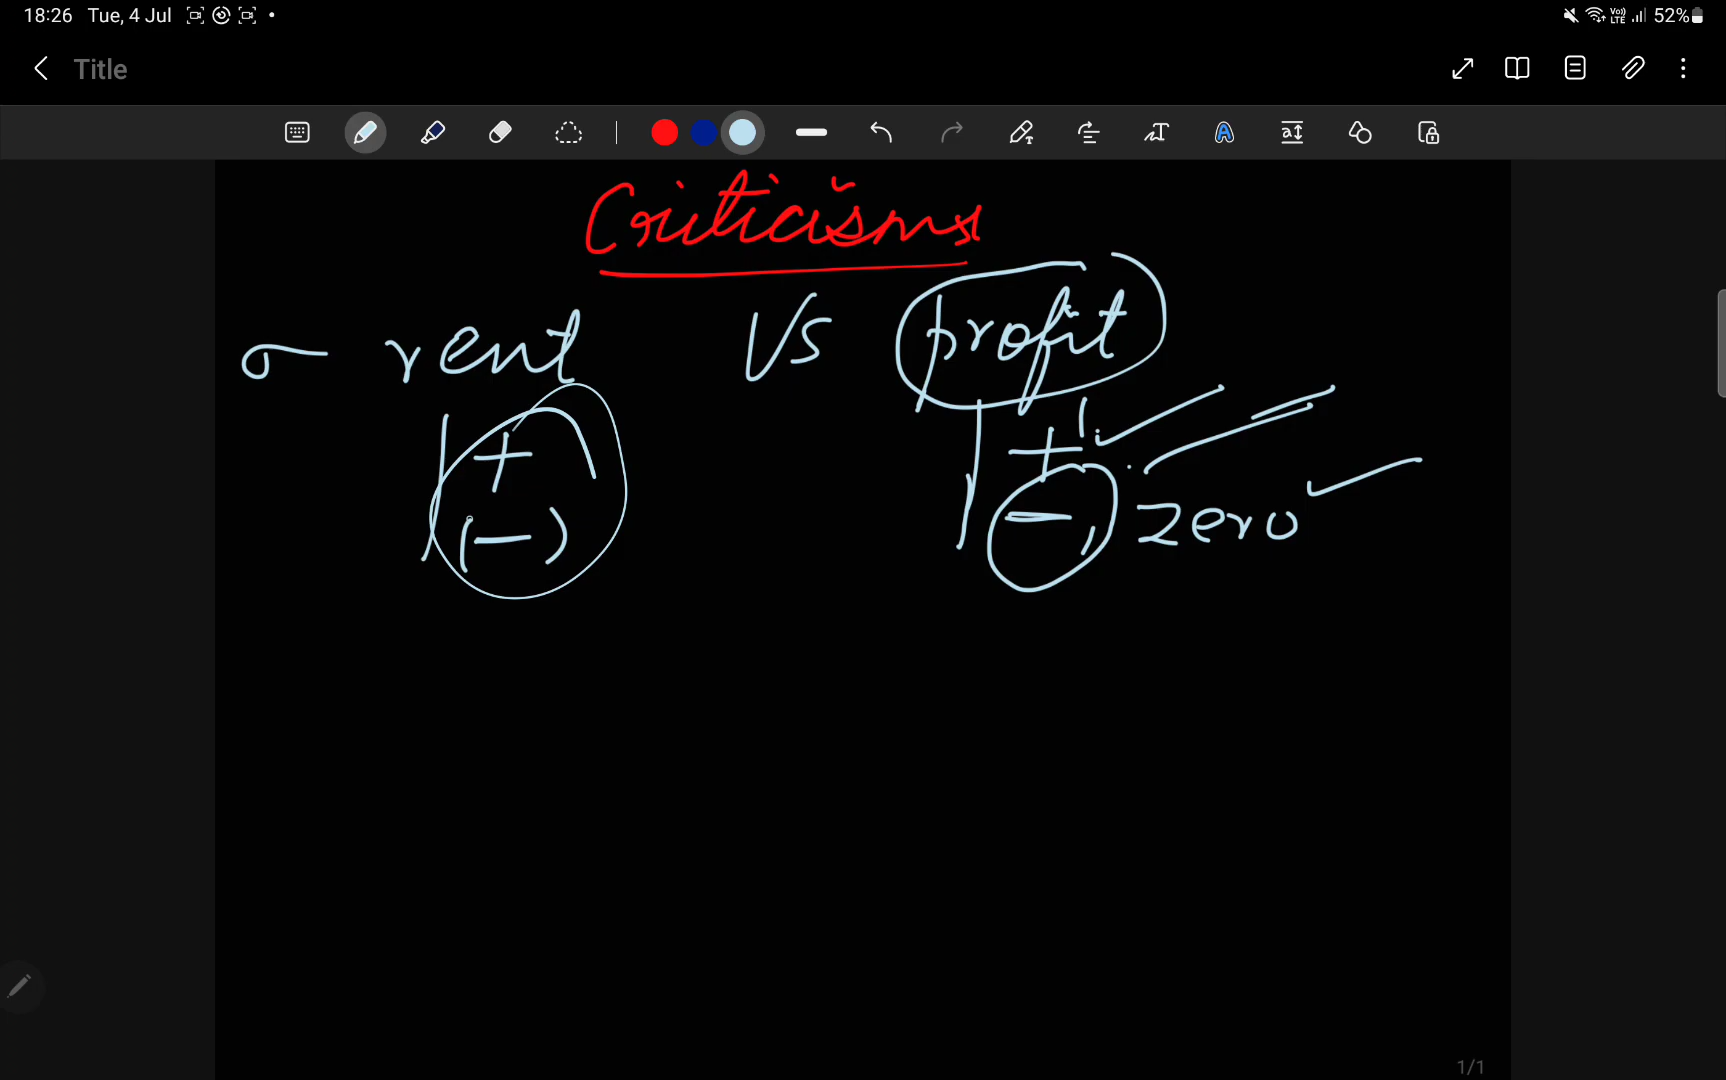 18:26 Tue, 4 Jul 52%
Title
Criticisms
rent Vs profit
+ +
(-) -, zero
1/1